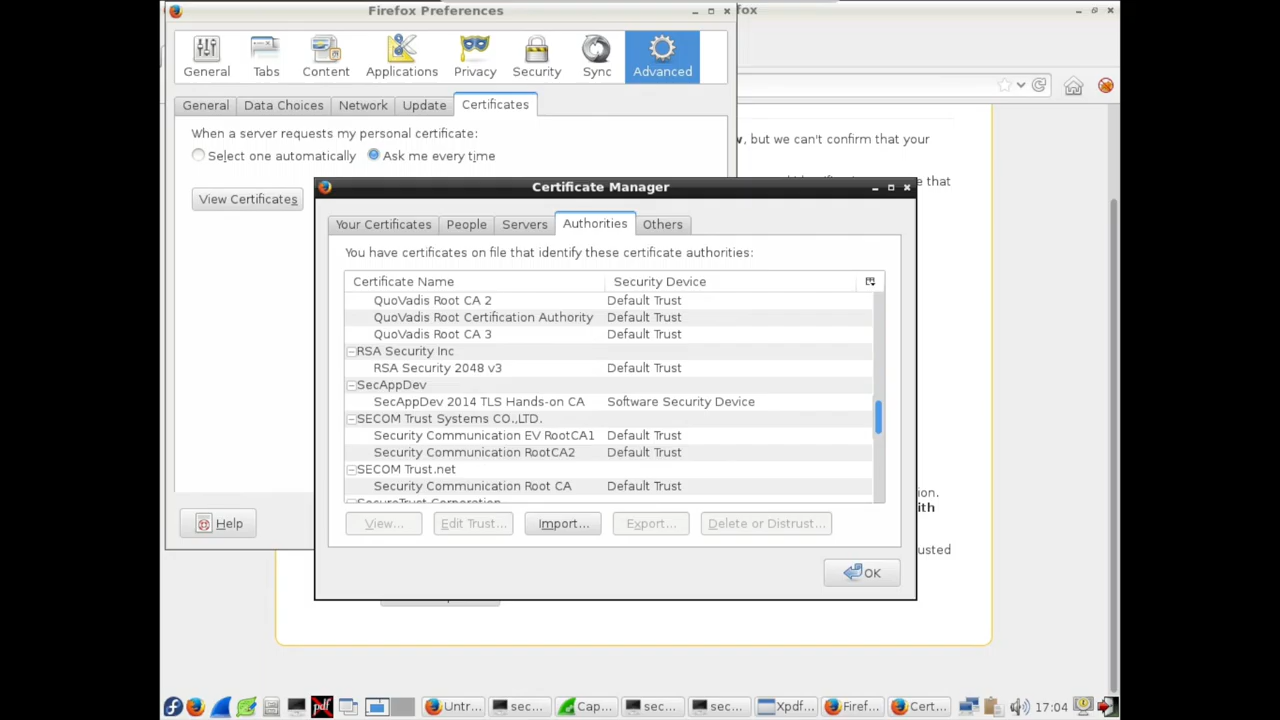 Firefox Preferences
fox
General
Tabs
Content
Applications
Privacy
Security
Sync
Advanced
General
Data Choices
Network
Update
Certificates
When a server requests my personal certificate:
Select one automatically
Ask me every time
, but we can't confirm that your
that
View Certificates
Certificate Manager
Your Certificates
People
Servers
Authorities
Others
You have certificates on file that identify these certificate authorities:
Certificate Name Security Device
QuoVadis Root CA 2 Default Trust
QuoVadis Root Certification Authority Default Trust
QuoVadis Root CA 3 Default Trust
RSA Security Inc
RSA Security 2048 v3 Default Trust
SecAppDev
SecAppDev 2014 TLS Hands-on CA Software Security Device
SECOM Trust Systems CO.,LTD.
Security Communication EV RootCA1 Default Trust
Security Communication RootCA2 Default Trust
SECOM Trust.net
Security Communication Root CA Default Trust
SecureTrust Corporation
ion.
ith
usted
View...
Edit Trust...
Import...
Export...
Delete or Distrust...
Help
OK
pdf
Untr...
sec...
Cap...
sec...
sec...
Xpdf...
Firef...
Cert...
17:04